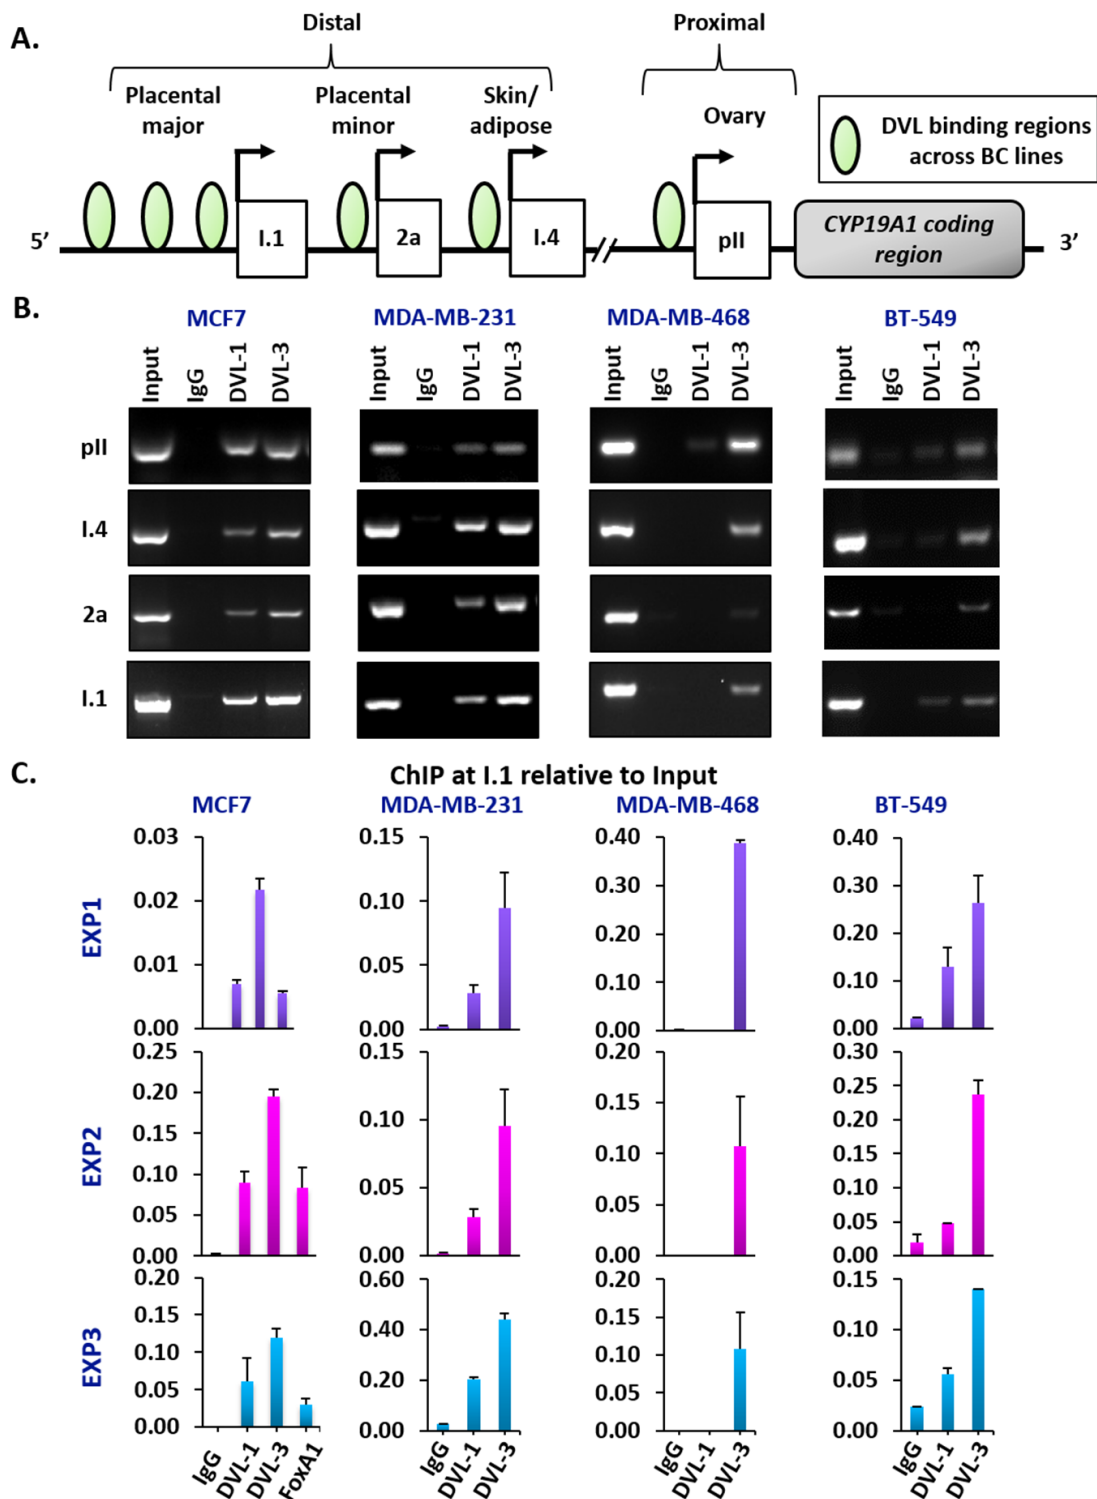 A.
Distal
Proximal
Placental
major
Placental
minor
Skin/
adipose
Ovary
DVL binding regions
across BC lines
5’
I.1
2a
I.4
pII
CYP19A1 coding
region
3’
B.
MCF7
MDA-MB-231
MDA-MB-468
BT-549
Input
IgG
DVL-1
DVL-3
Input
IgG
DVL-1
DVL-3
Input
IgG
DVL-1
DVL-3
Input
IgG
DVL-1
DVL-3
pII
I.4
2a
I.1
C.
ChIP at I.1 relative to Input
MCF7
MDA-MB-231
MDA-MB-468
BT-549
EXP1
0.03
0.02
0.01
0.00
0.15
0.10
0.05
0.00
0.40
0.30
0.20
0.10
0.00
0.40
0.30
0.20
0.10
0.00
EXP2
0.25
0.20
0.15
0.10
0.05
0.00
0.15
0.10
0.05
0.00
0.20
0.15
0.10
0.05
0.00
0.30
0.25
0.20
0.15
0.10
0.05
0.00
EXP3
0.20
0.15
0.10
0.05
0.00
0.60
0.40
0.20
0.00
0.20
0.15
0.10
0.05
0.00
0.15
0.10
0.05
0.00
IgG
DVL-1
DVL-3
FoxA1
IgG
DVL-1
DVL-3
IgG
DVL-1
DVL-3
IgG
DVL-1
DVL-3